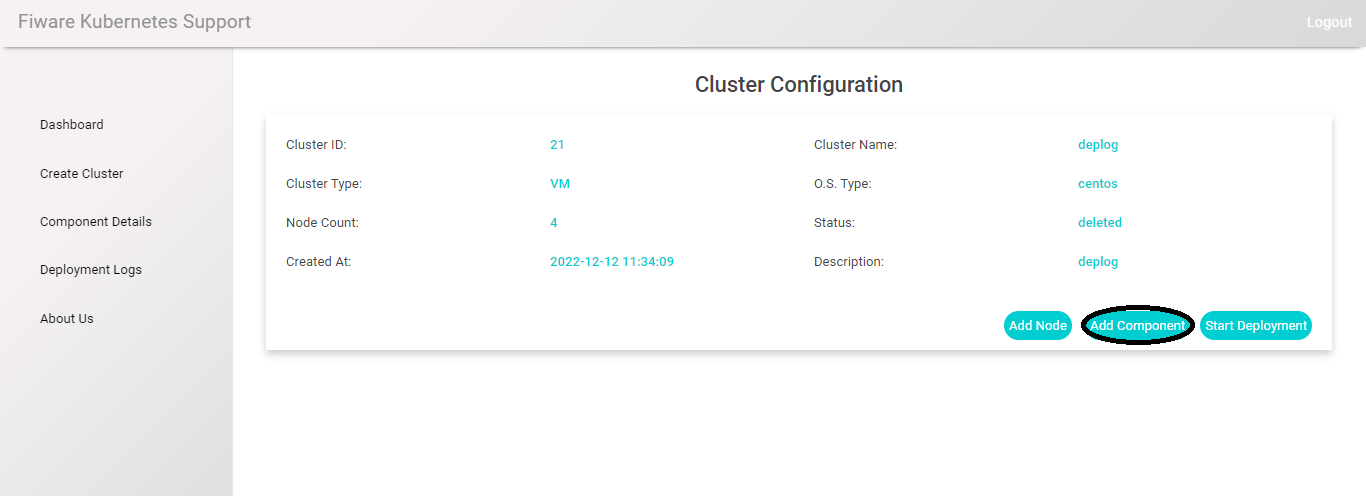 Fiware Kubernetes Support
Logout
Dashboard
Create Cluster
Component Details
Deployment Logs
About Us
Cluster Configuration
Cluster ID: 21 Cluster Name: deplog
Cluster Type: VM O.S. Type: centos
Node Count: 4 Status: deleted
Created At: 2022-12-12 11:34:09 Description: deplog
Add Node Add Component Start Deployment